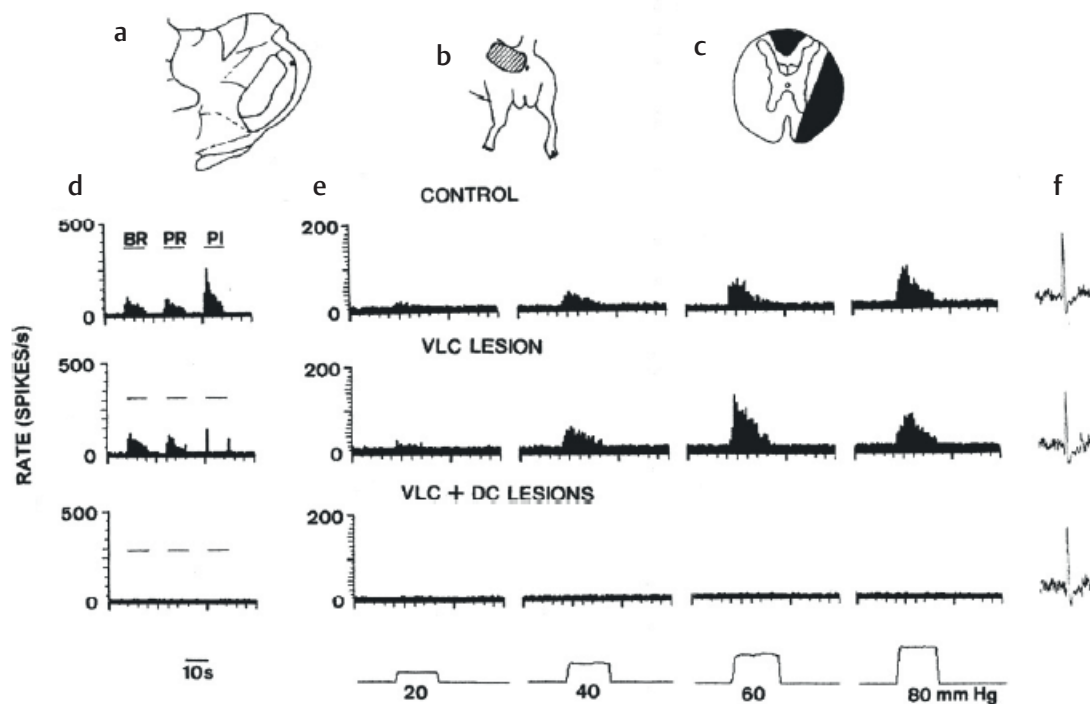 a
b
c
d
e
f
CONTROL
500
0
BR PR PI
200
0
VLC LESION
500
0
200
100
0
VLC + DC LESIONS
500
0
200
0
RATE (SPIKES/s)
10s
20
40
60
80 mm Hg